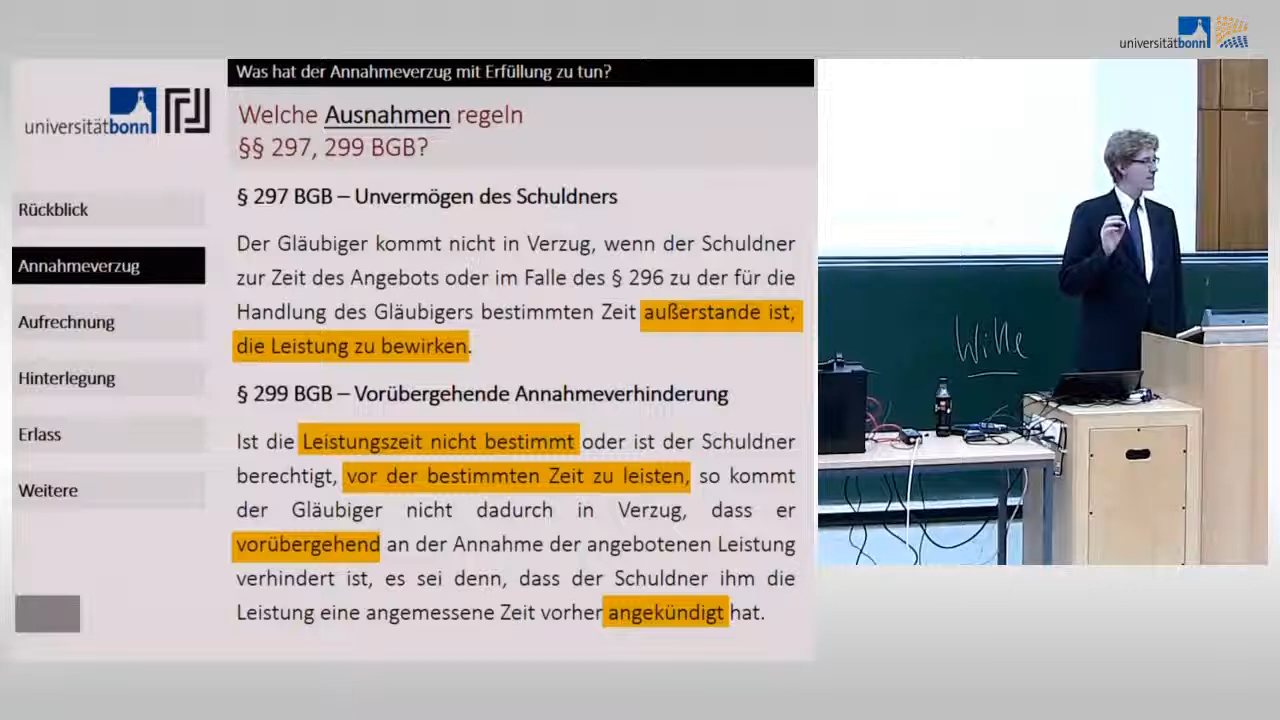 universitätbonn
Was hat der Annahmeverzug mit Erfüllung zu tun?
universitätbonn
Welche Ausnahmen regeln
§§ 297, 299 BGB?
Rückblick
Annahmeverzug
Aufrechnung
Hinterlegung
Erlass
Weitere
§ 297 BGB – Unvermögen des Schuldners
Der Gläubiger kommt nicht in Verzug, wenn der Schuldner
zur Zeit des Angebots oder im Falle des § 296 zu der für die
Handlung des Gläubigers bestimmten Zeit außerstande ist,
die Leistung zu bewirken.
§ 299 BGB – Vorübergehende Annahmeverhinderung
Ist die Leistungszeit nicht bestimmt oder ist der Schuldner
berechtigt, vor der bestimmten Zeit zu leisten, so kommt
der Gläubiger nicht dadurch in Verzug, dass er
vorübergehend an der Annahme der angebotenen Leistung
verhindert ist, es sei denn, dass der Schuldner ihm die
Leistung eine angemessene Zeit vorher angekündigt hat.
Wille